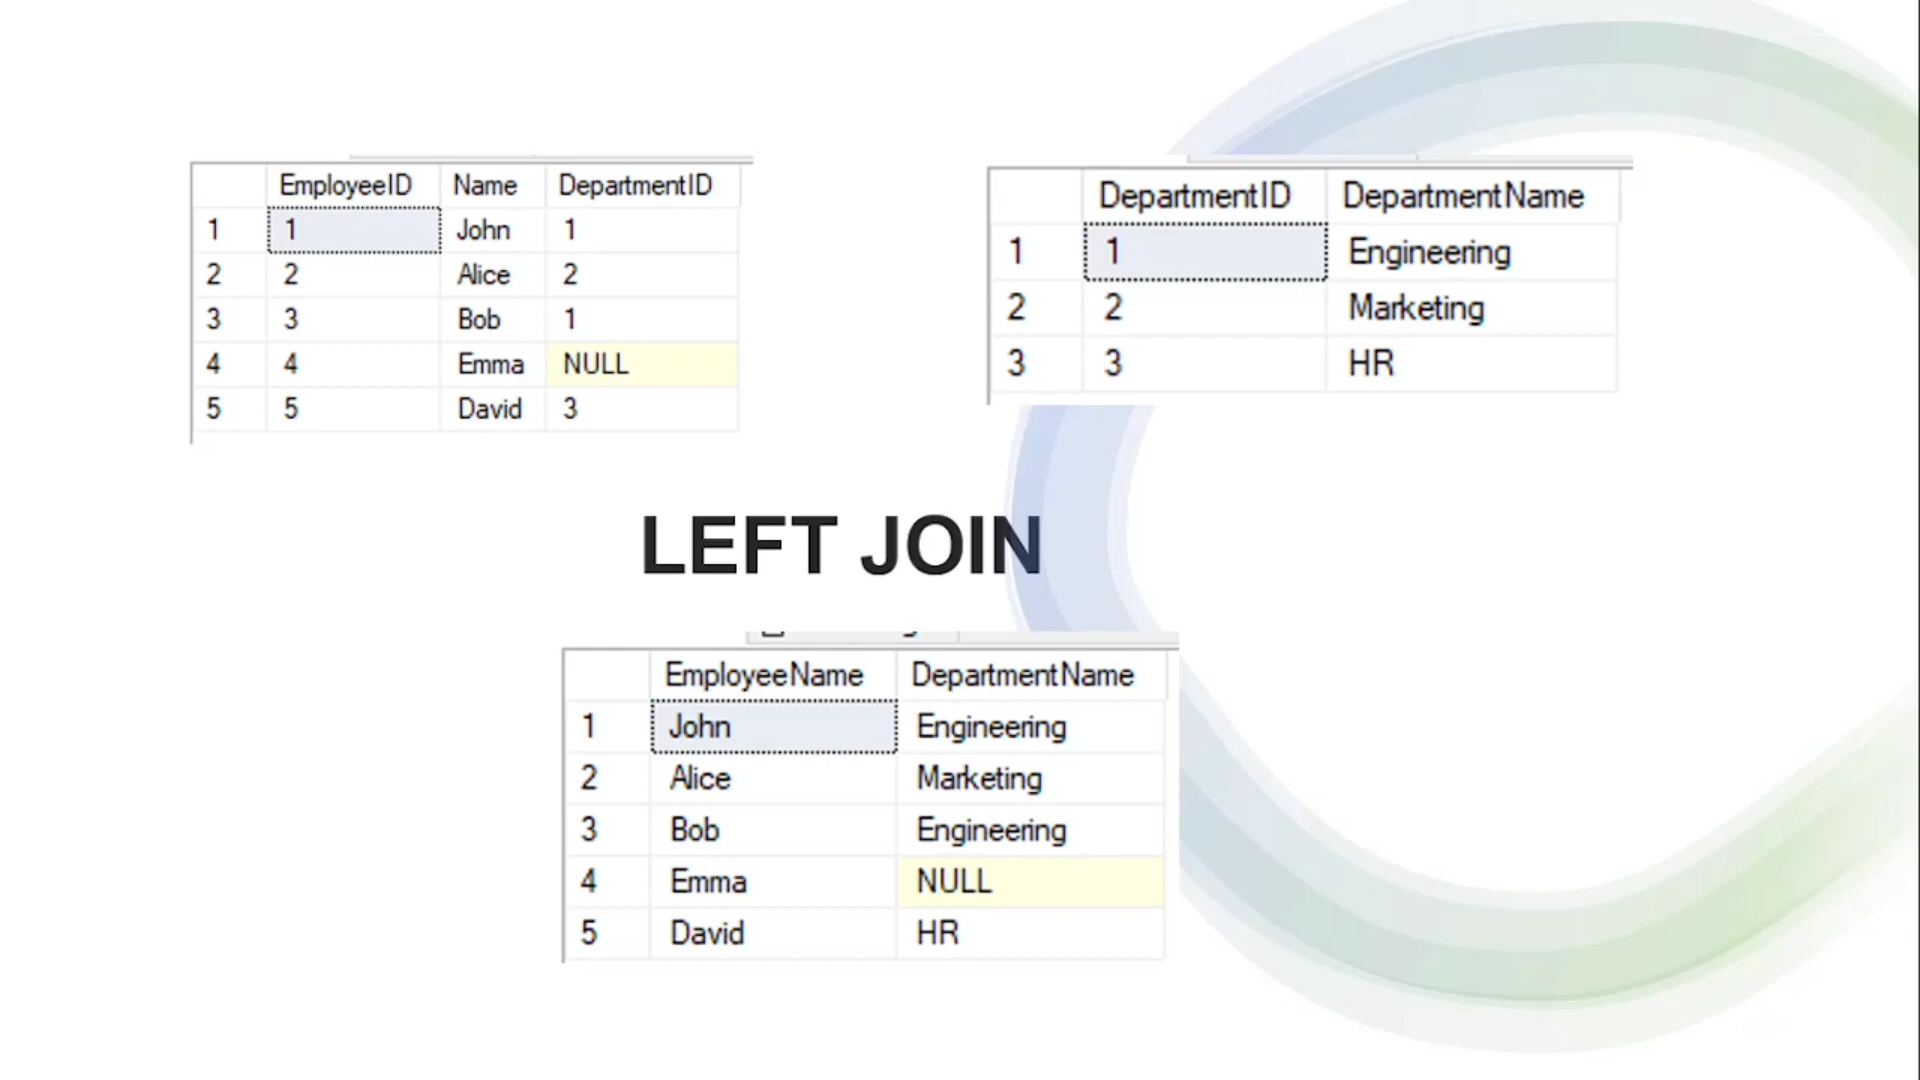 EmployeeID Name DepartmentID
1 1 John 1
2 2 Alice 2
3 3 Bob 1
4 4 Emma NULL
5 5 David 3
DepartmentID DepartmentName
1 1 Engineering
2 2 Marketing
3 3 HR
LEFT JOIN
EmployeeName DepartmentName
1 John Engineering
2 Alice Marketing
3 Bob Engineering
4 Emma NULL
5 David HR